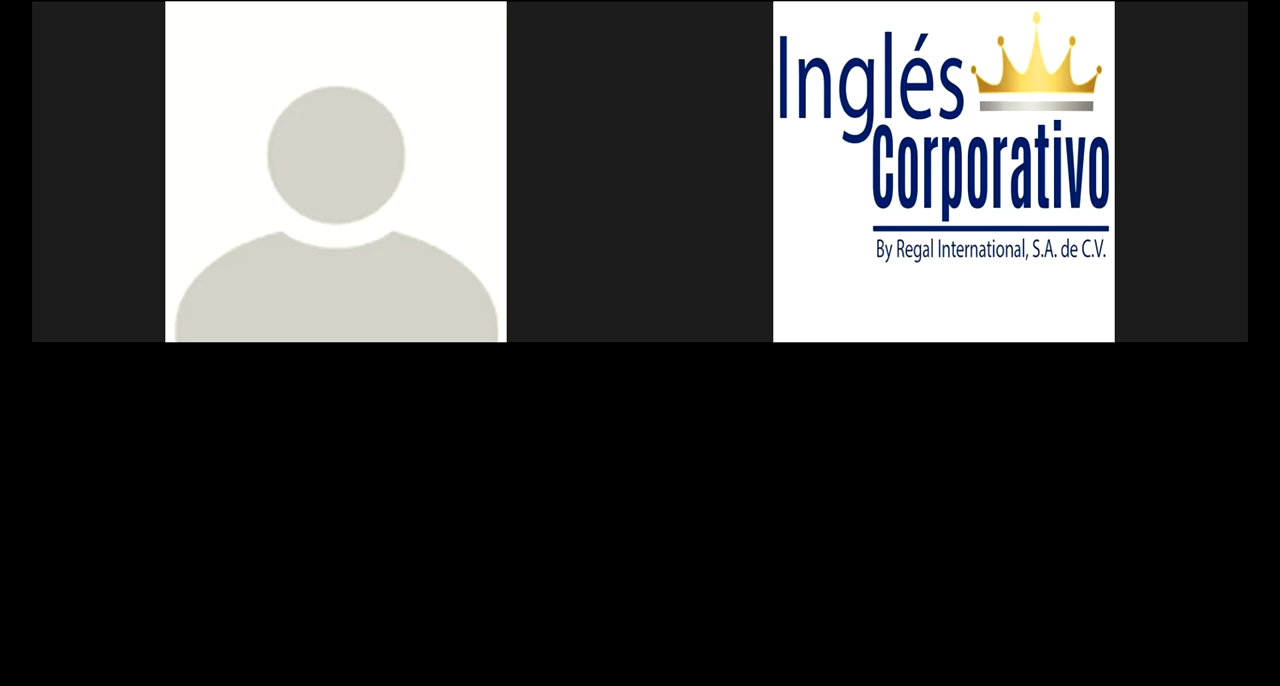 Inglés
Corporativo
By Regal International, S.A. de C.V.